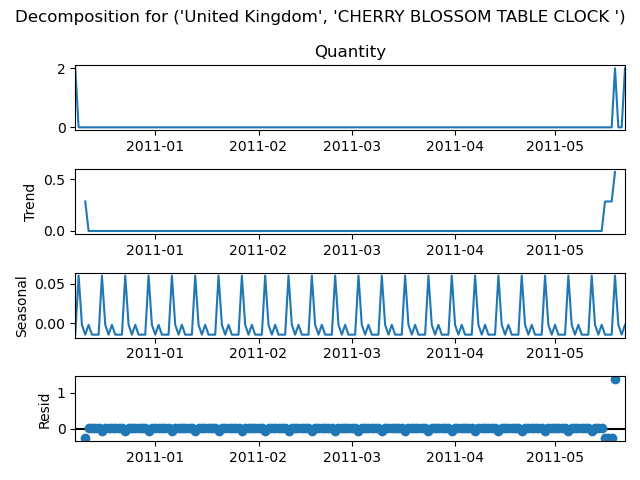 Decomposition for ('United Kingdom', 'CHERRY BLOSSOM TABLE CLOCK ')
Quantity
2
0
2011-01 2011-02 2011-03 2011-04 2011-05
Trend
0.5
0.0
2011-01 2011-02 2011-03 2011-04 2011-05
Seasonal
0.05
0.00
2011-01 2011-02 2011-03 2011-04 2011-05
Resid
1
0
2011-01 2011-02 2011-03 2011-04 2011-05